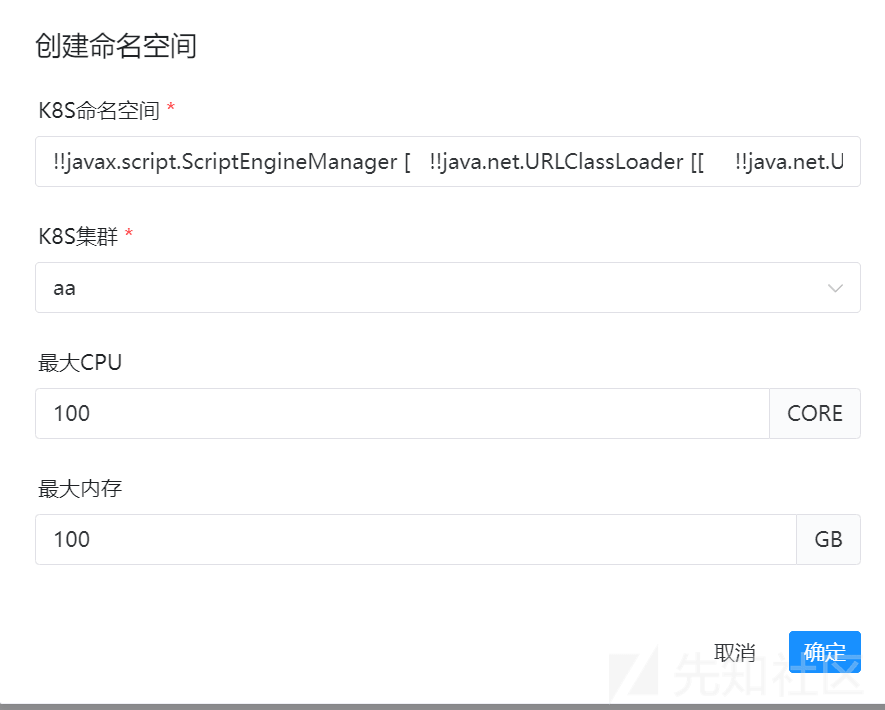 创建命名空间
K8S命名空间 *
!!javax.script.ScriptEngineManager [ !!java.net.URLClassLoader [[ !!java.net.U
K8S集群 *
aa
最大CPU
100 CORE
最大内存
100 GB
取消 确定
先知社区